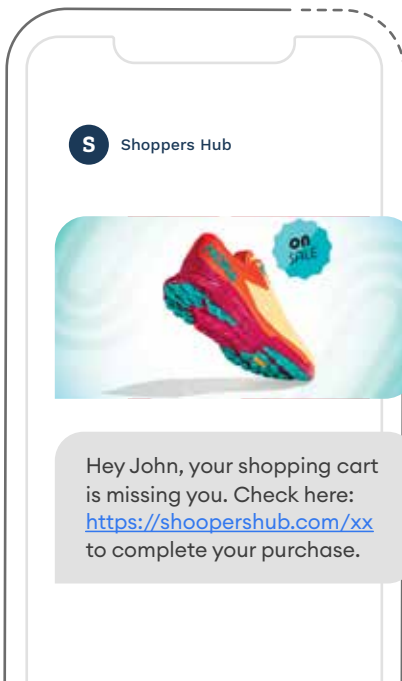 S
Shoppers Hub
on
SALE
Hey John, your shopping cart
is missing you. Check here:
https://shoopershub.com/xx
to complete your purchase.